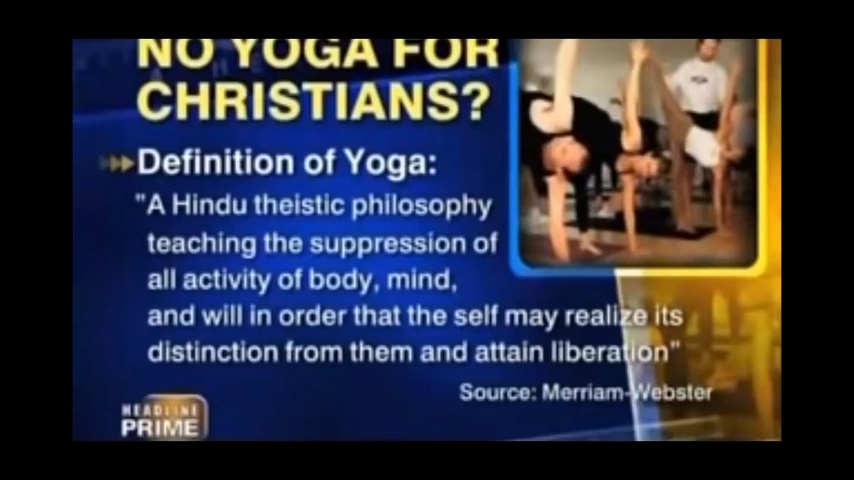 NO YOGA FOR
CHRISTIANS?
Definition of Yoga:
"A Hindu theistic philosophy
teaching the suppression of
all activity of body, mind,
and will in order that the self may realize its
distinction from them and attain liberation"
Source: Merriam-Webster
HEADLINE
PRIME